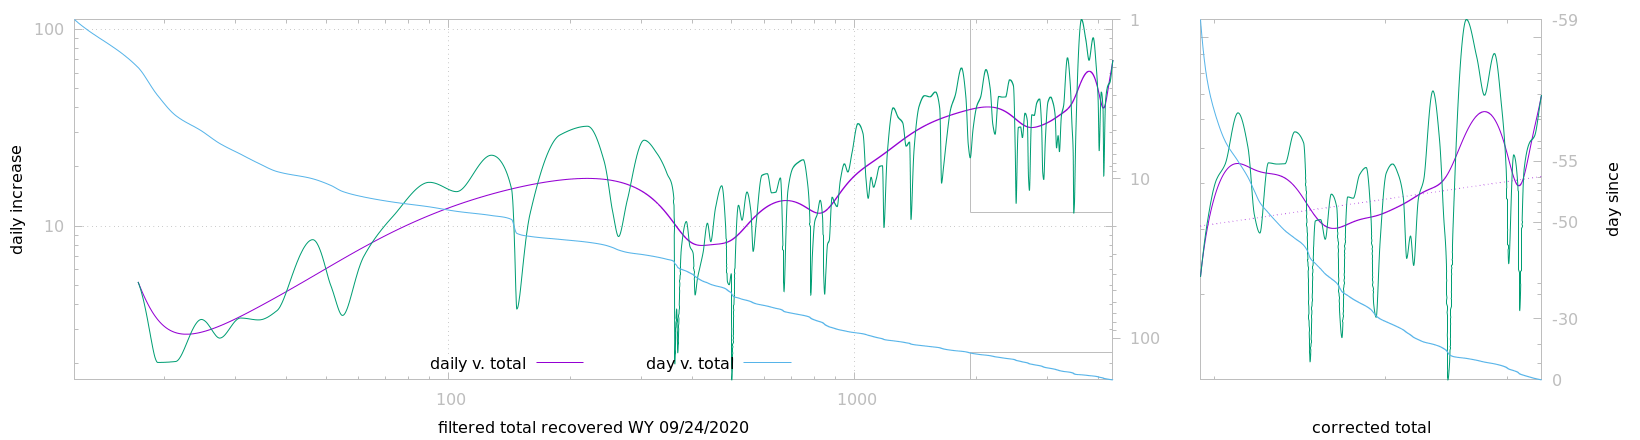 100
10
daily increase
daily v. total
day v. total
100
1000
filtered total recovered WY 09/24/2020
1
10
100
-59
-55
-50
-30
0
day since
corrected total